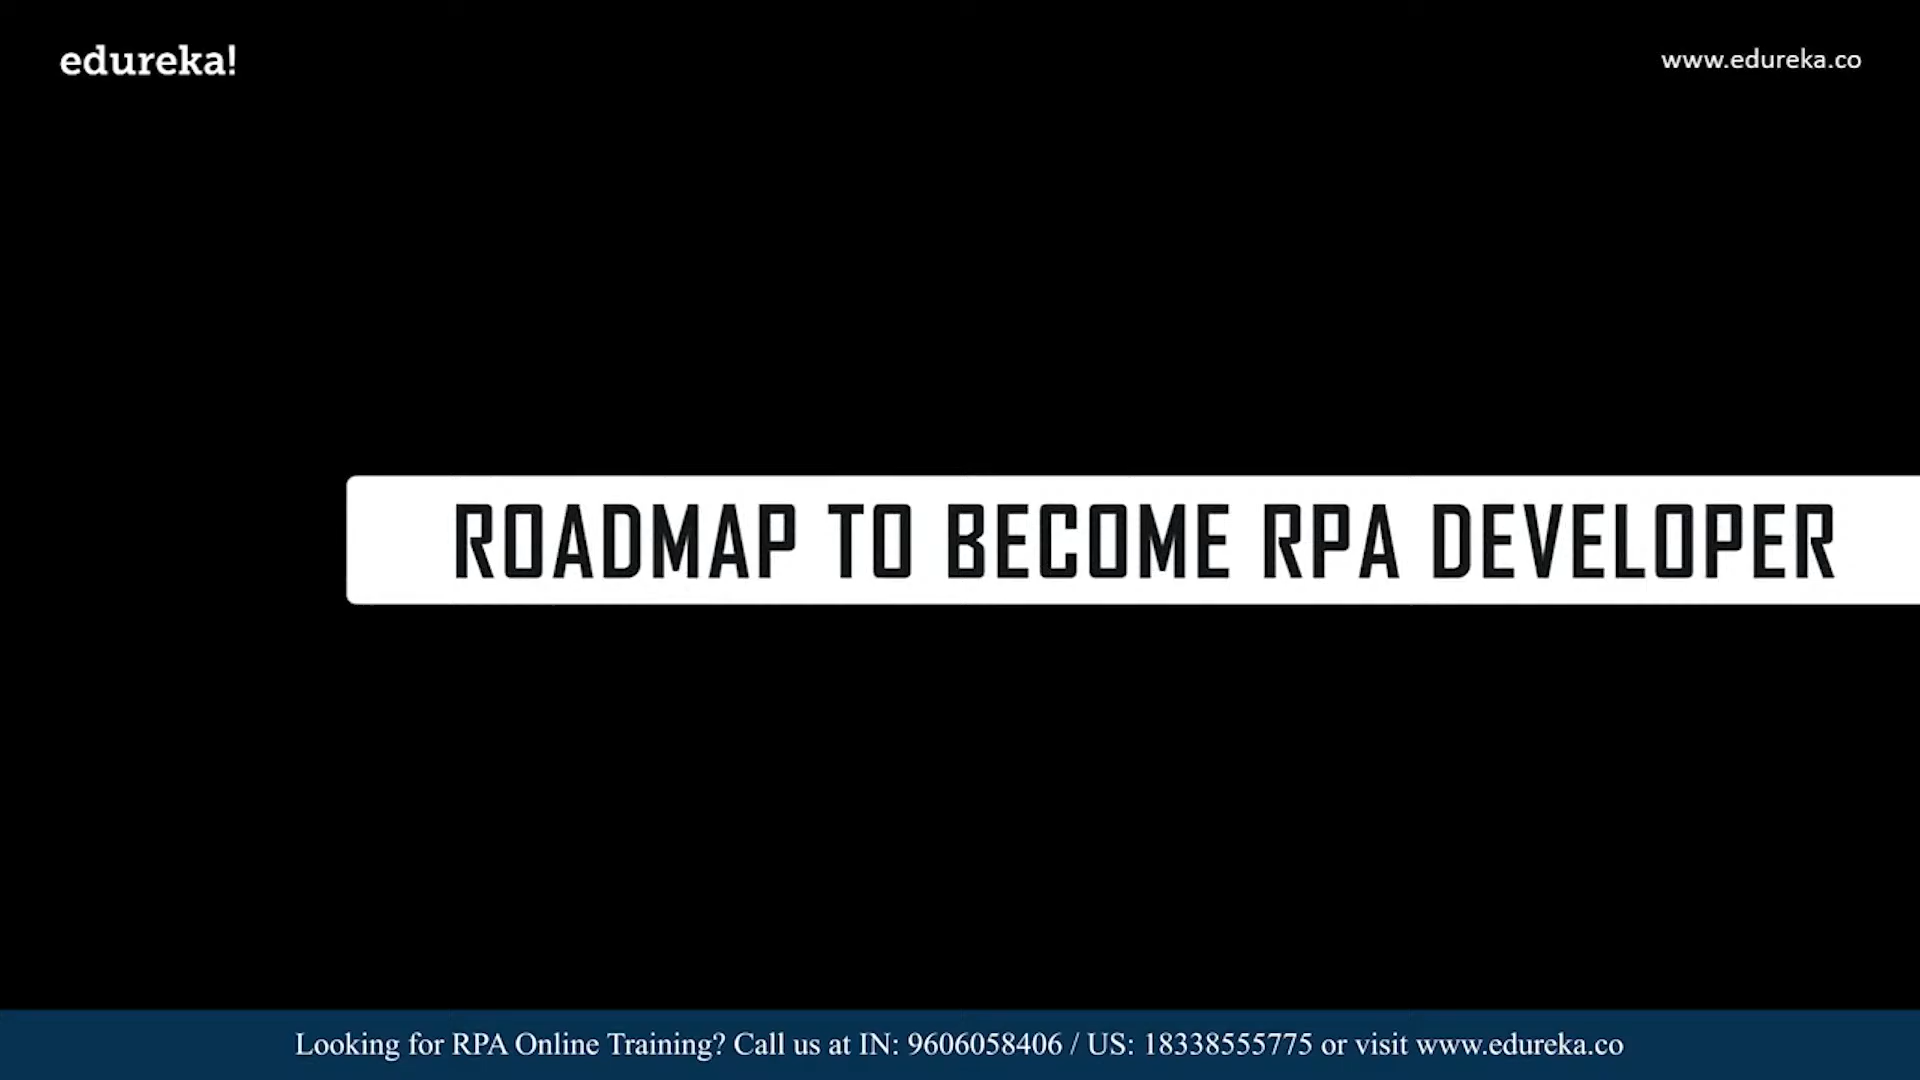 edureka!
www.edureka.co
ROADMAP TO BECOME RPA DEVELOPER
Looking for RPA Online Training? Call us at IN: 9606058406 / US: 18338555775 or visit www.edureka.co